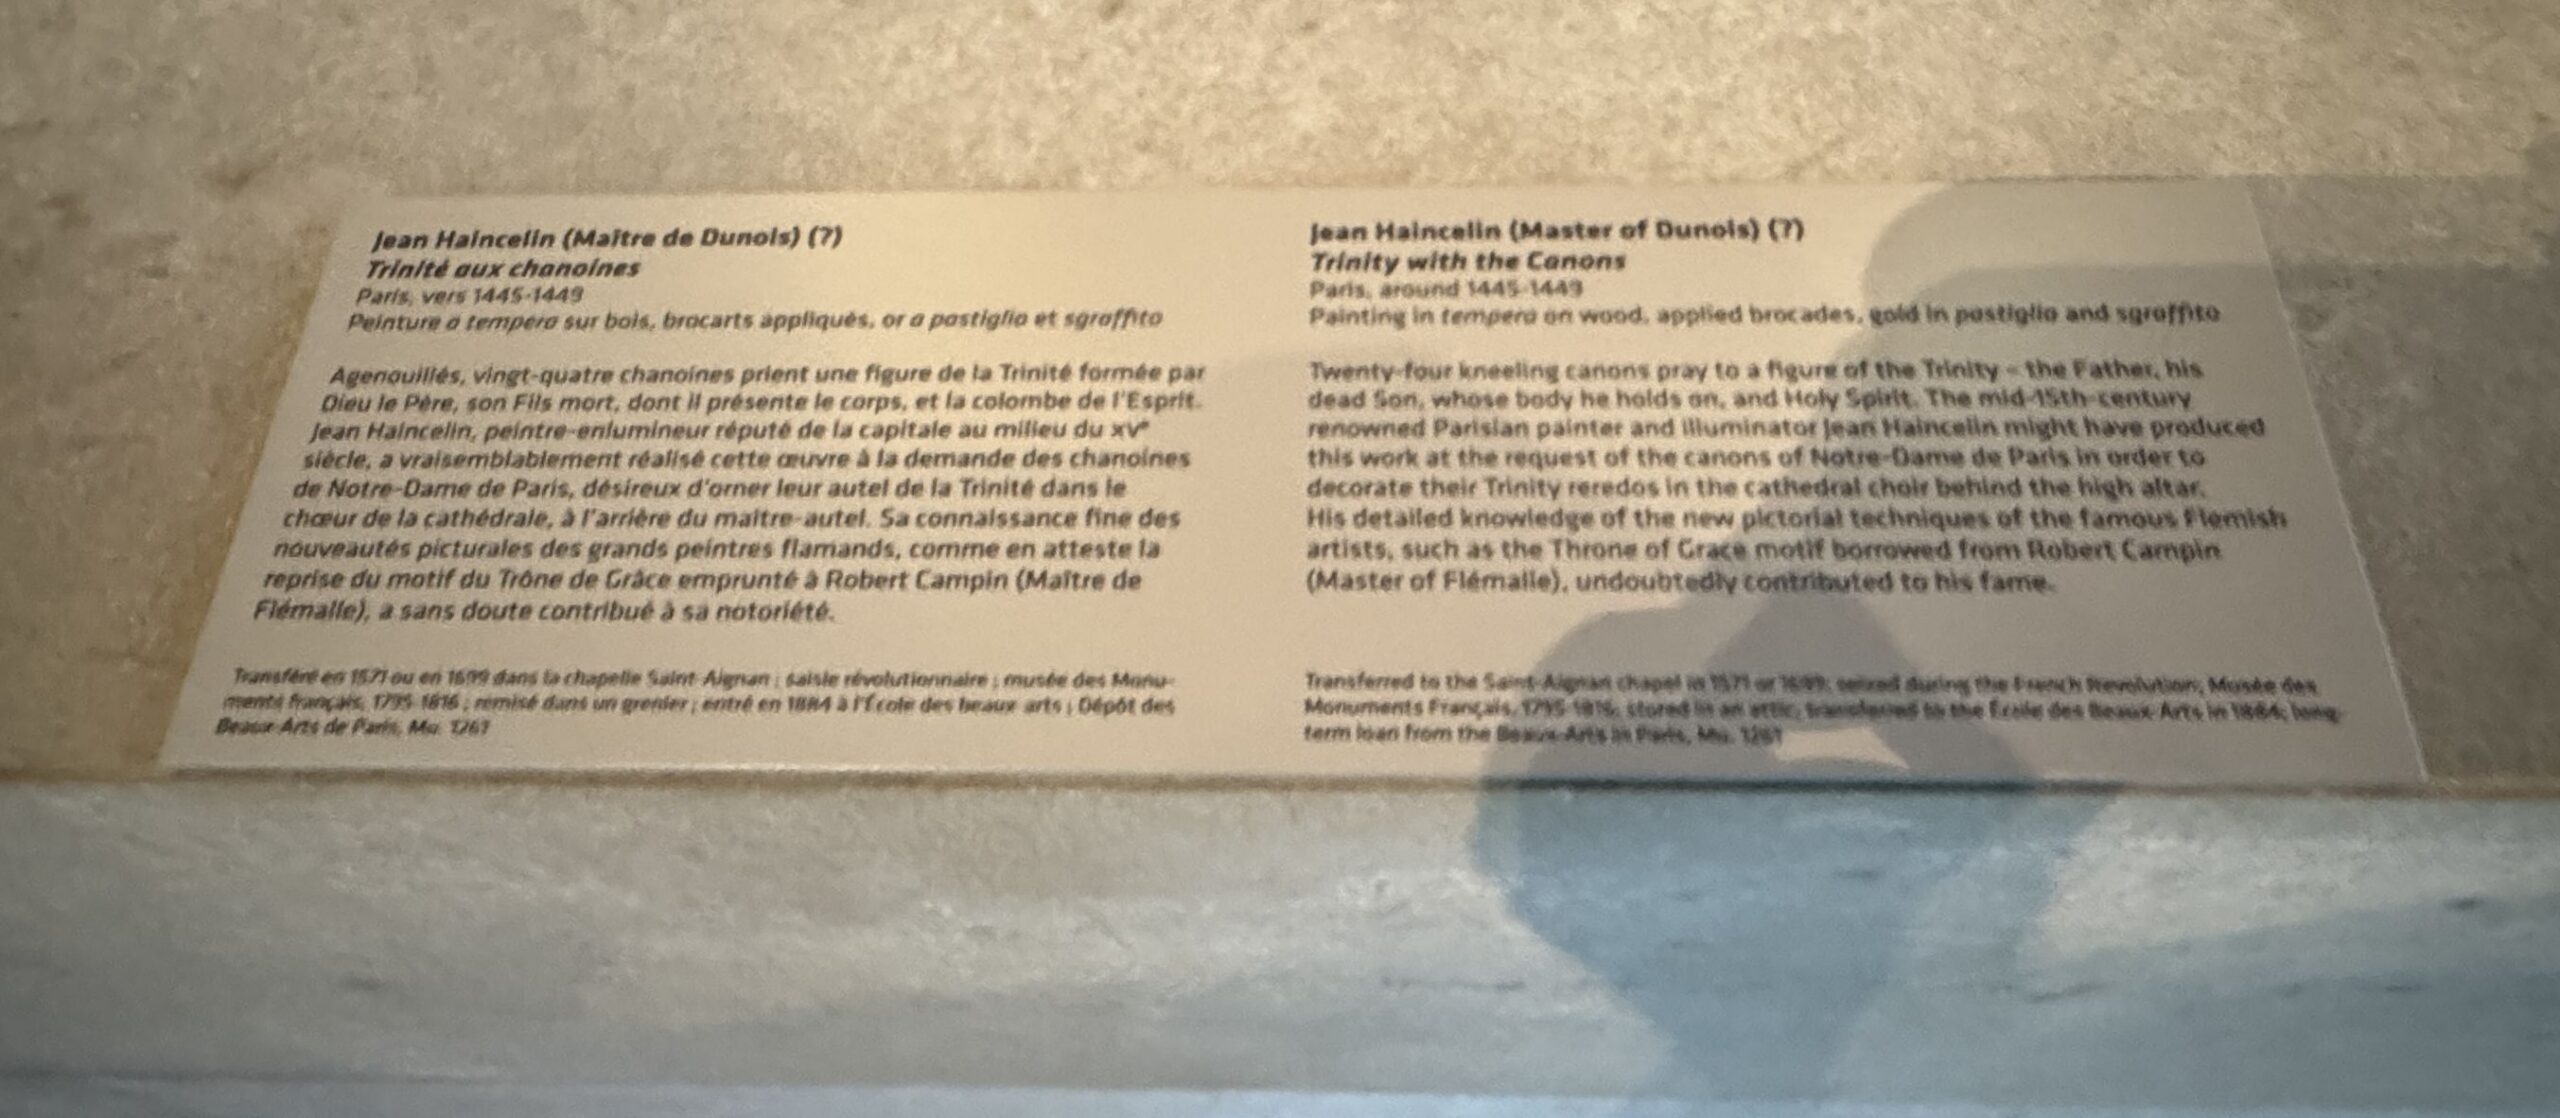 Jean Haincelin (Maître de Dunois) (?)
Trinité aux chanoines
Paris, vers 1445-1449
Peinture a tempera sur bois, brocarts appliqués, or a pastiglia et sgraffito
Agenouillés, vingt-quatre chanoines prient une figure de la Trinité formée par
Dieu le Père, son Fils mort, dont il présente le corps, et la colombe de l'Esprit.
Jean Haincelin, peintre-enlumineur réputé de la capitale au milieu du XVe
siècle, a vraisemblablement réalisé cette œuvre à la demande des chanoines
de Notre-Dame de Paris, désireux d'orner leur autel de la Trinité dans le
chœur de la cathédrale, à l'arrière du maître-autel. Sa connaissance fine des
nouveautés picturales des grands peintres flamands, comme en atteste la
reprise du motif du Trône de Grâce emprunté à Robert Campin (Maître de
Flémalle), a sans doute contribué à sa notoriété.
Transféré en 1571 ou en 1699 dans la chapelle Saint-Aignan ; saisie révolutionnaire ; musée des Monu-
ments français, 1795-1816 ; remisé dans un grenier ; entré en 1884 à l'École des beaux-arts ; Dépôt des
Beaux-Arts de Paris, Mu. 1261
Jean Haincelin (Master of Dunois) (?)
Trinity with the Canons
Paris, around 1445-1449
Painting in tempera on wood, applied brocades, gold in pastiglia and sgraffito
Twenty-four kneeling canons pray to a figure of the Trinity – the Father, his
dead Son, whose body he holds on, and Holy Spirit. The mid-15th-century
renowned Parisian painter and illuminator Jean Haincelin might have produced
this work at the request of the canons of Notre-Dame de Paris in order to
decorate their Trinity reredos in the cathedral choir behind the high altar.
His detailed knowledge of the new pictorial techniques of the famous Flemish
artists, such as the Throne of Grace motif borrowed from Robert Campin
(Master of Flémalle), undoubtedly contributed to his fame.
Transferred to the Saint-Aignan chapel in 1571 or 1699; seized during the French Revolution; Musée des
Monuments Français, 1795-1816; stored in an attic; transferred to the École des Beaux-Arts in 1884; long-
term loan from the Beaux-Arts in Paris, Mu. 1261